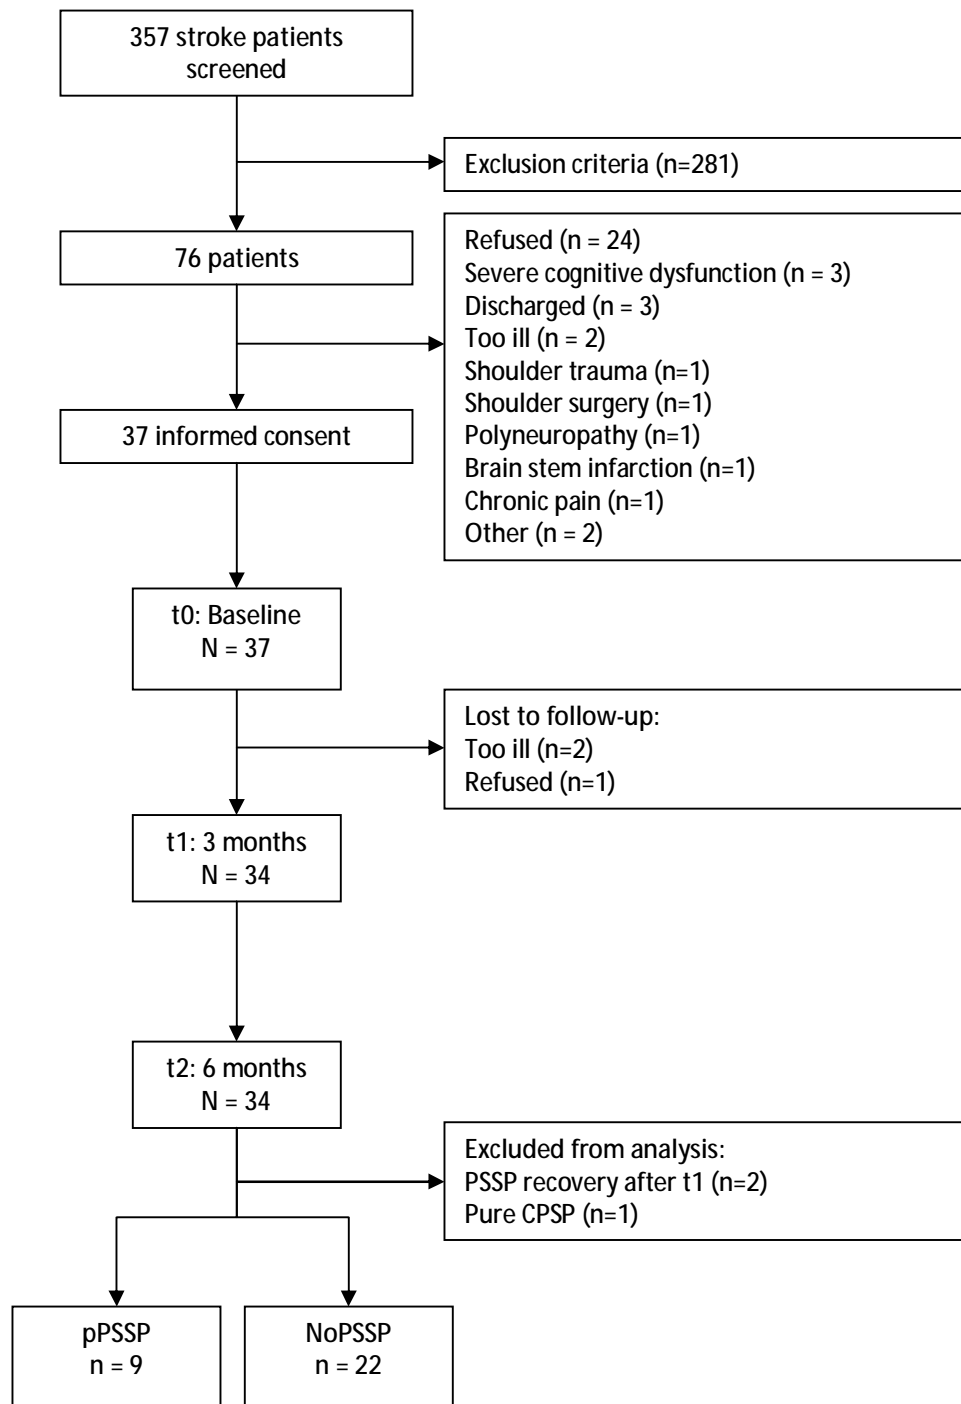 357 stroke patients
screened
Exclusion criteria (n=281)
76 patients
Refused (n = 24)
Severe cognitive dysfunction (n = 3)
Discharged (n = 3)
Too ill (n = 2)
Shoulder trauma (n=1)
Shoulder surgery (n=1)
Polyneuropathy (n=1)
Brain stem infarction (n=1)
Chronic pain (n=1)
Other (n = 2)
37 informed consent
t0: Baseline
N = 37
Lost to follow-up:
Too ill (n=2)
Refused (n=1)
t1: 3 months
N = 34
t2: 6 months
N = 34
Excluded from analysis:
PSSP recovery after t1 (n=2)
Pure CPSP (n=1)
pPSSP
n = 9
NoPSSP
n = 22